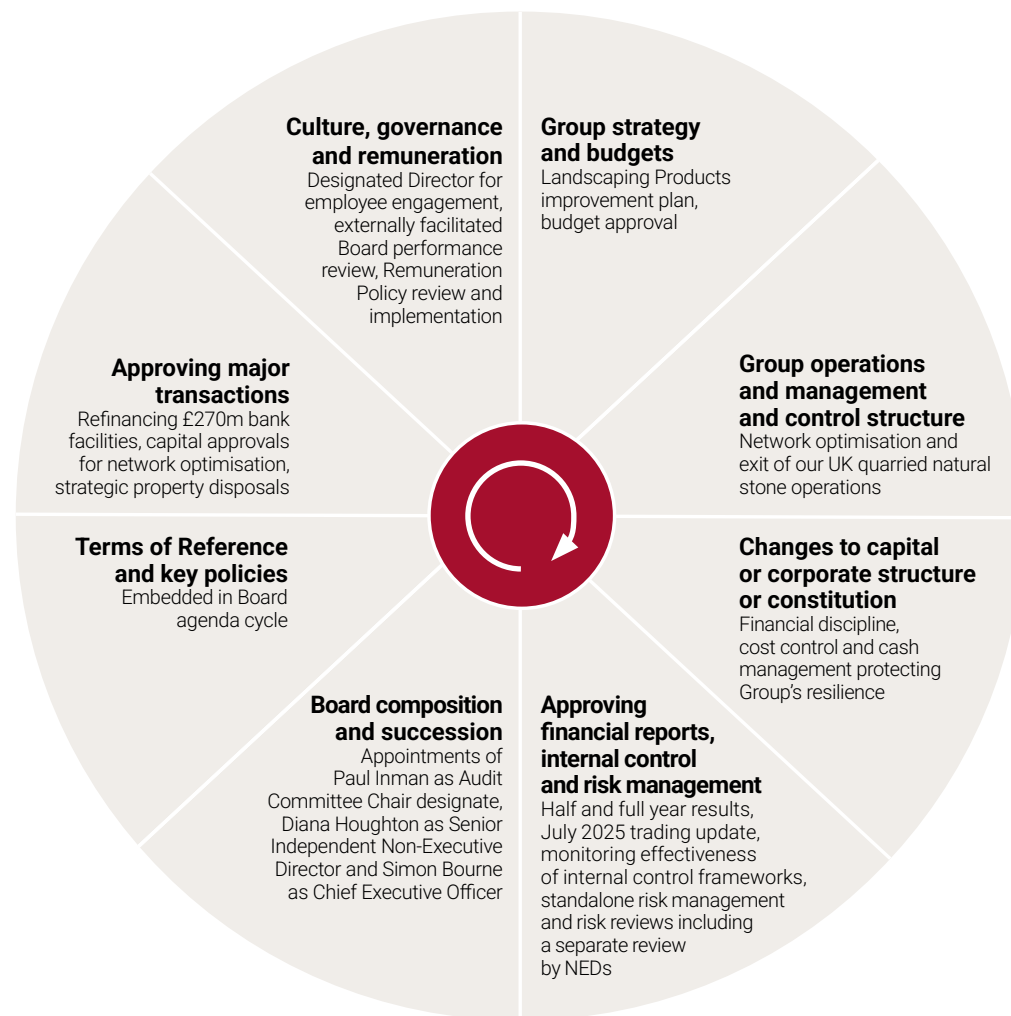 Culture, governance
and remuneration
Designated Director for
employee engagement,
externally facilitated
Board performance
review, Remuneration
Policy review and
implementation
Group strategy
and budgets
Landscaping Products
improvement plan,
budget approval
Group operations
and management
and control structure
Network optimisation and
exit of our UK quarried natural
stone operations
Changes to capital
or corporate structure
or constitution
Financial discipline,
cost control and cash
management protecting
Group’s resilience
Approving
financial reports,
internal control
and risk management
Half and full year results,
July 2025 trading update,
monitoring effectiveness
of internal control frameworks,
standalone risk management
and risk reviews including
a separate review
by NEDs
Board composition
and succession
Appointments of
Paul Inman as Audit
Committee Chair designate,
Diana Houghton as Senior
Independent Non-Executive
Director and Simon Bourne
as Chief Executive Officer
Terms of Reference
and key policies
Embedded in Board
agenda cycle
Approving major
transactions
Refinancing £270m bank
facilities, capital approvals
for network optimisation,
strategic property disposals